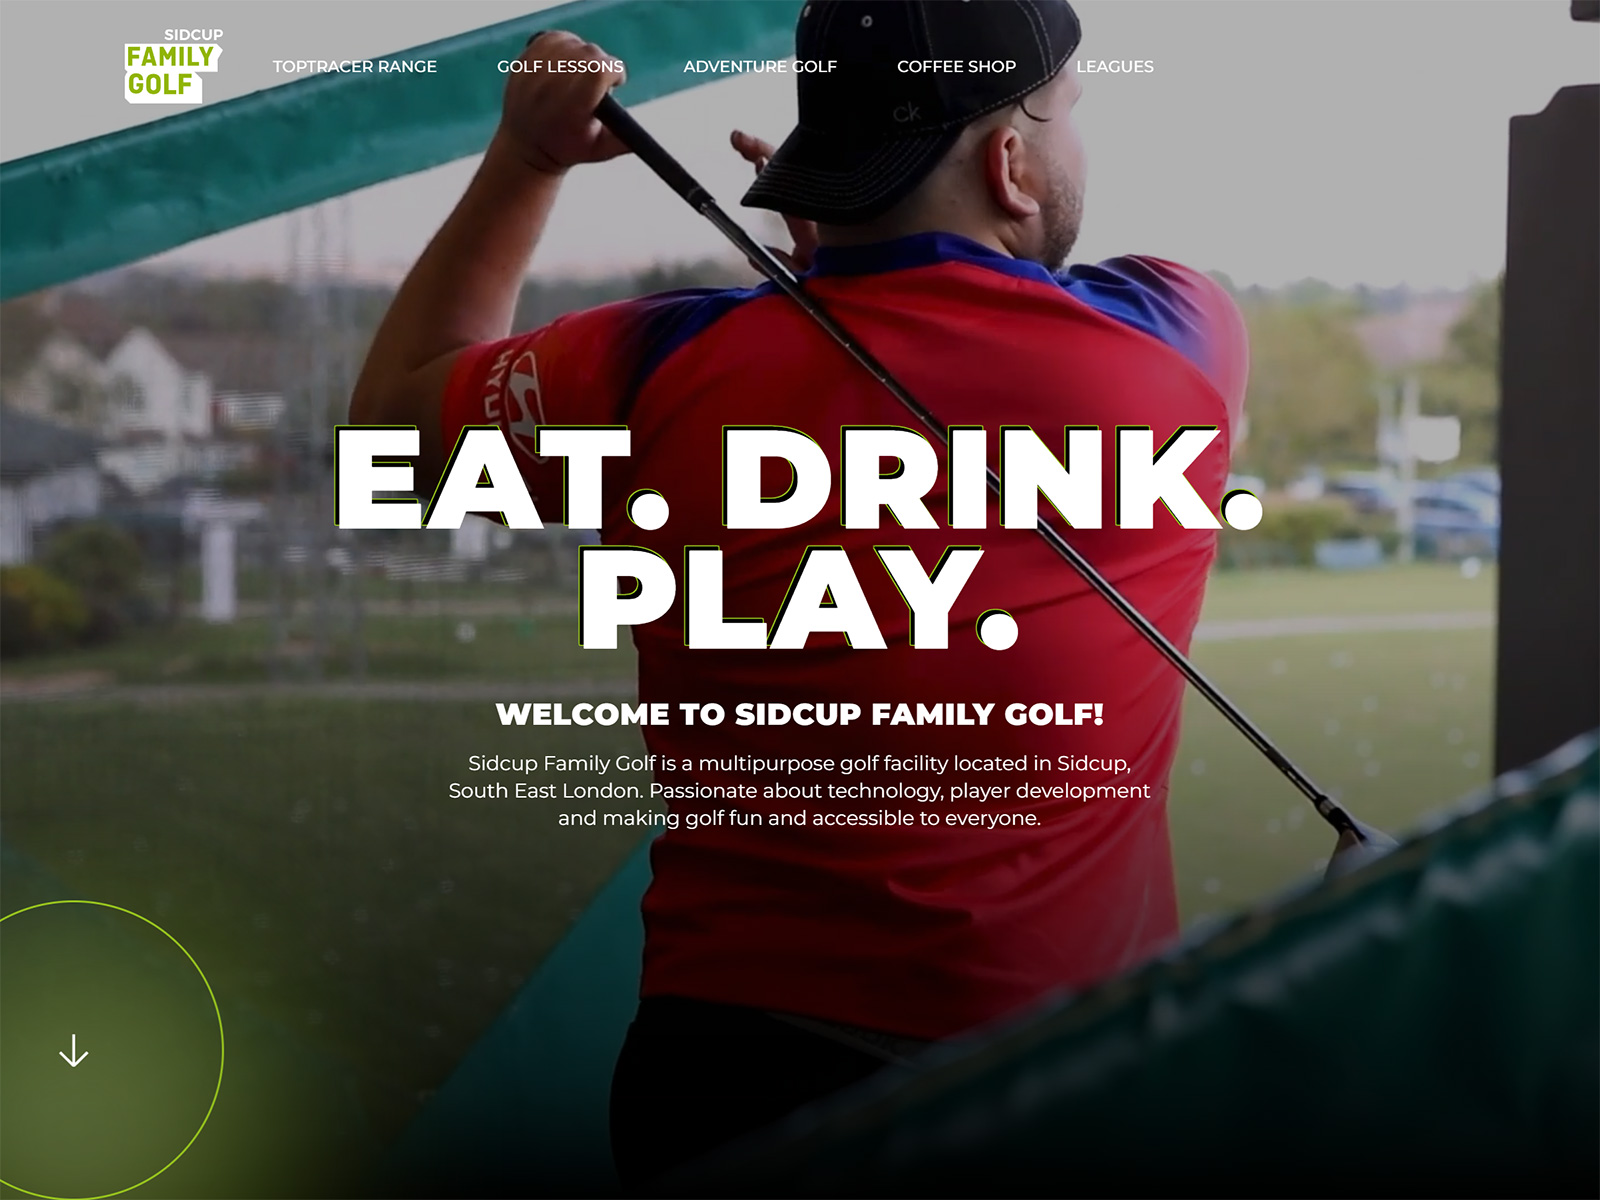 SIDCUP
FAMILY
GOLF
TOPTRACER RANGE
GOLF LESSONS
ADVENTURE GOLF
COFFEE SHOP
LEAGUES
ck
EAT. DRINK.
PLAY.
WELCOME TO SIDCUP FAMILY GOLF!
Sidcup Family Golf is a multipurpose golf facility located in Sidcup,
South East London. Passionate about technology, player development
and making golf fun and accessible to everyone.